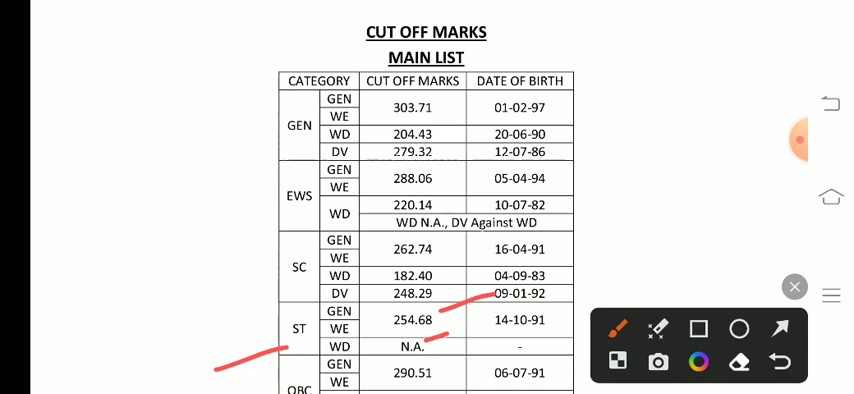 CUT OFF MARKS
MAIN LIST
CATEGORY CUT OFF MARKS DATE OF BIRTH
GEN GEN 303.71 01-02-97
WE
WD 204.43 20-06-90
DV 279.32 12-07-86
EWS GEN 288.06 05-04-94
WE
WD 220.14 10-07-82
WD N.A., DV Against WD
SC GEN 262.74 16-04-91
WE
WD 182.40 04-09-83
DV 248.29 09-01-92
ST GEN 254.68 14-10-91
WE
WD N.A. -
OBC GEN 290.51 06-07-91
WE